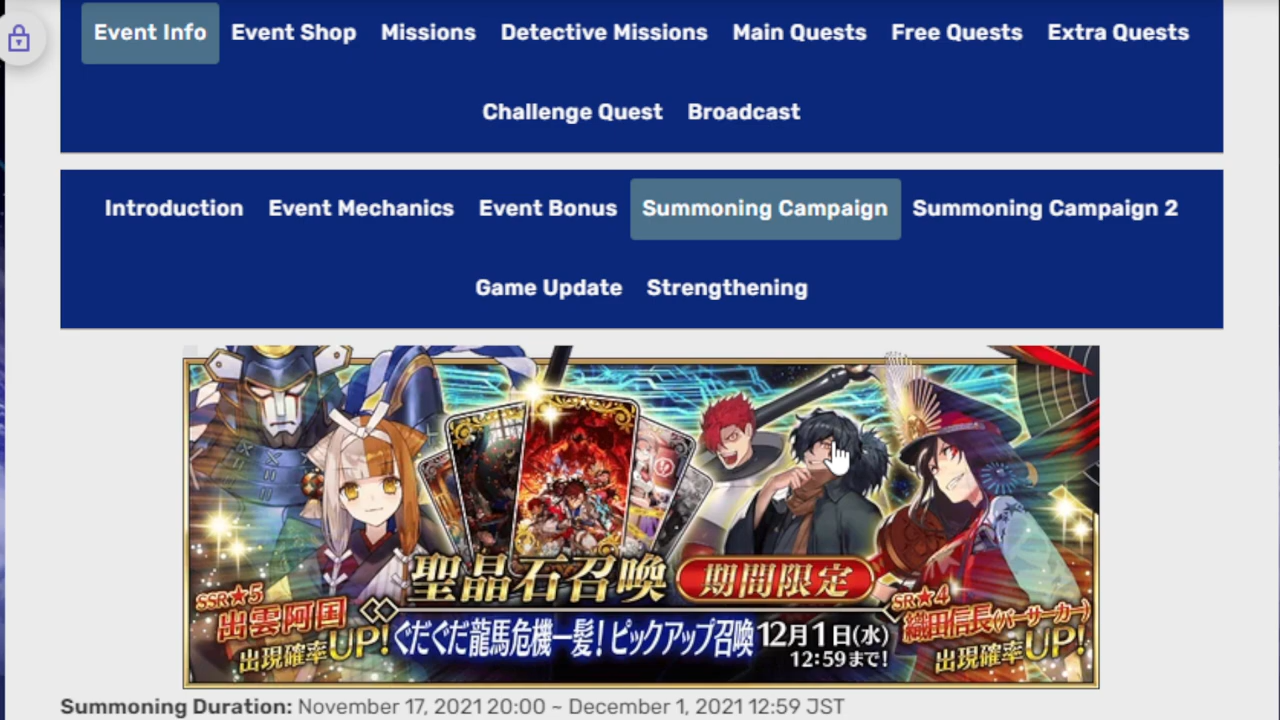 Event Info Event Shop Missions Detective Missions Main Quests Free Quests Extra Quests
Challenge Quest Broadcast
Introduction Event Mechanics Event Bonus Summoning Campaign Summoning Campaign 2
Game Update Strengthening
聖晶石召喚 期間限定
SSR★5
出雲阿国
出現確率UP!
ぐだぐだ龍馬危機一髪! ピックアップ召喚
12月1日(水)
12:59まで!
SR★4
織田信長(バーサーカー)
出現確率UP!
Summoning Duration: November 17, 2021 20:00 ~ December 1, 2021 12:59 JST